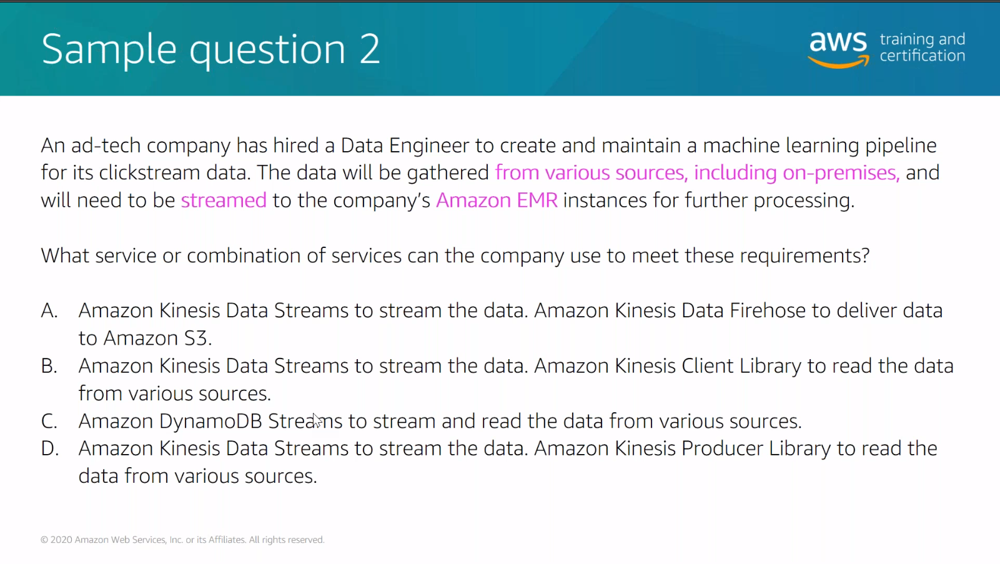 Sample question 2
aws training and
certification
An ad-tech company has hired a Data Engineer to create and maintain a machine learning pipeline
for its clickstream data. The data will be gathered from various sources, including on-premises, and
will need to be streamed to the company’s Amazon EMR instances for further processing.
What service or combination of services can the company use to meet these requirements?
A. Amazon Kinesis Data Streams to stream the data. Amazon Kinesis Data Firehose to deliver data
to Amazon S3.
B. Amazon Kinesis Data Streams to stream the data. Amazon Kinesis Client Library to read the data
from various sources.
C. Amazon DynamoDB Streams to stream and read the data from various sources.
D. Amazon Kinesis Data Streams to stream the data. Amazon Kinesis Producer Library to read the
data from various sources.
© 2020 Amazon Web Services, Inc. or its Affiliates. All rights reserved.